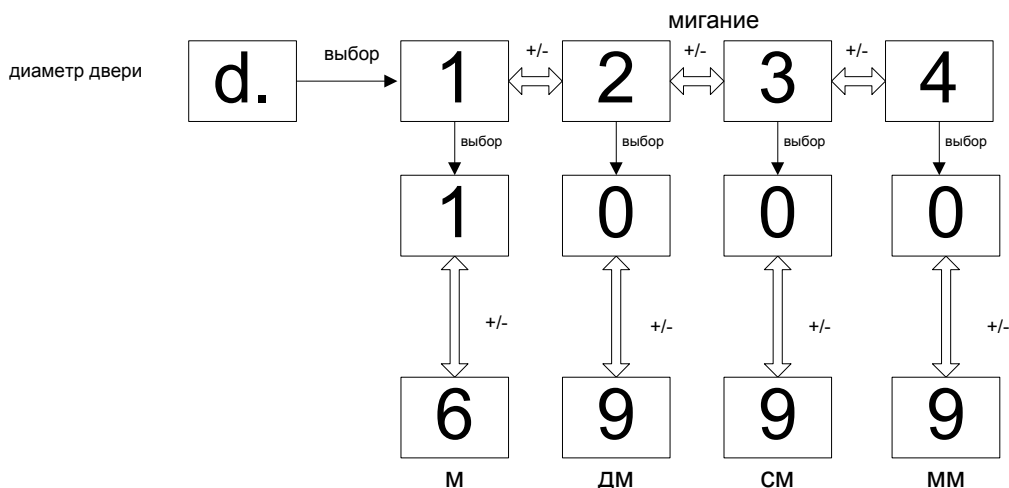 мигание
диаметр двери
d.
выбор
1
+/-
2
+/-
3
+/-
4
выбор
выбор
выбор
выбор
1
0
0
0
+/-
+/-
+/-
+/-
6
9
9
9
м
дм
см
мм